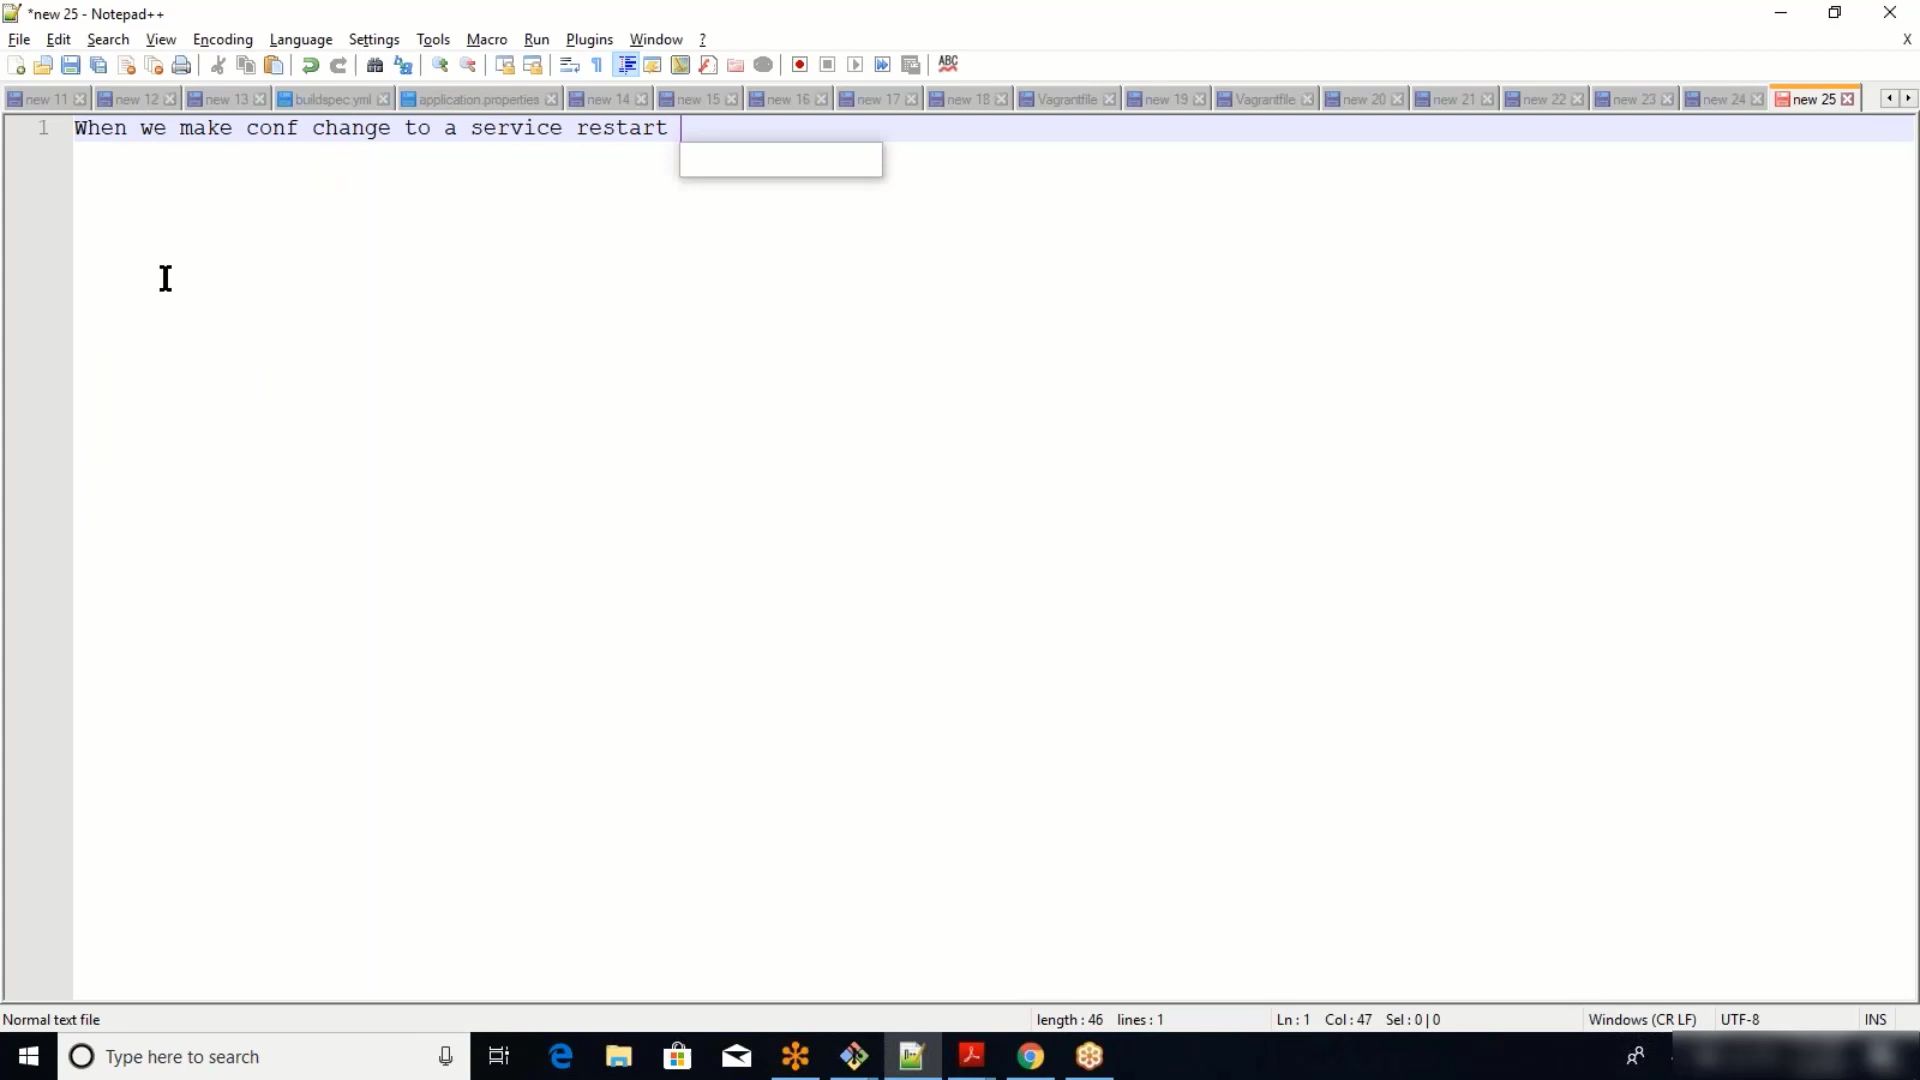 *new 25 - Notepad++
File Edit Search View Encoding Language Settings Tools Macro Run Plugins Window ?
X
ABC
new 11 new 12 new 13 buildspec.yml application.properties new 14 new 15 new 16 new 17 new 18 Vagrantfile new 19 Vagrantfile new 20 new 21 new 22 new 23 new 24 new 25
1 When we make conf change to a service restart
Normal text file length : 46 lines : 1 Ln : 1 Col : 47 Sel : 0 | 0 Windows (CR LF) UTF-8 INS
Type here to search